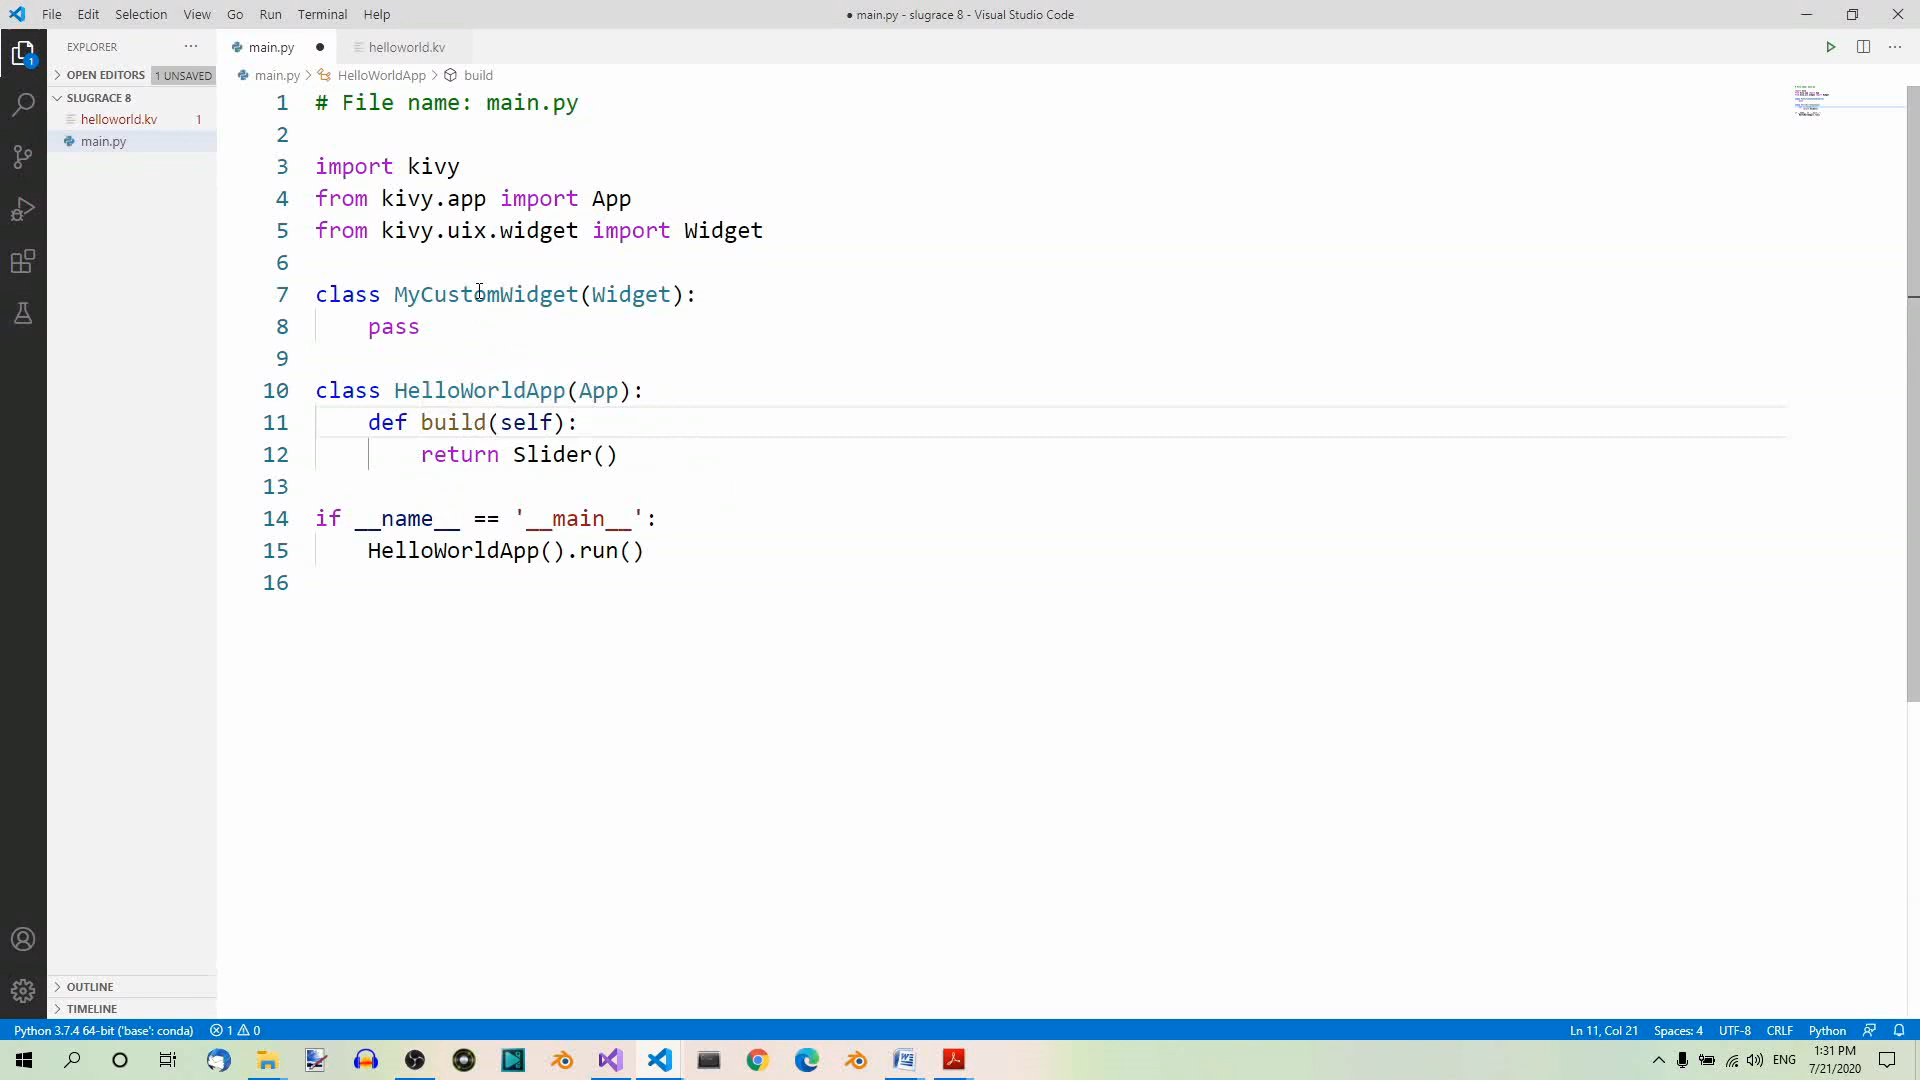 File Edit Selection View Go Run Terminal Help
● main.py - slugrace 8 - Visual Studio Code
EXPLORER ···
main.py ●
helloworld.kv
OPEN EDITORS 1 UNSAVED
main.py > HelloWorldApp > build
SLUGRACE 8
helloworld.kv 1
main.py
1 # File name: main.py
2
3 import kivy
4 from kivy.app import App
5 from kivy.uix.widget import Widget
6
7 class MyCustomWidget(Widget):
8 pass
9
10 class HelloWorldApp(App):
11 def build(self):
12 return Slider()
13
14 if __name__ == '__main__':
15 HelloWorldApp().run()
16
OUTLINE
TIMELINE
Python 3.7.4 64-bit ('base': conda) 1 0 Ln 11, Col 21 Spaces: 4 UTF-8 CRLF Python
ENG 1:31 PM
7/21/2020